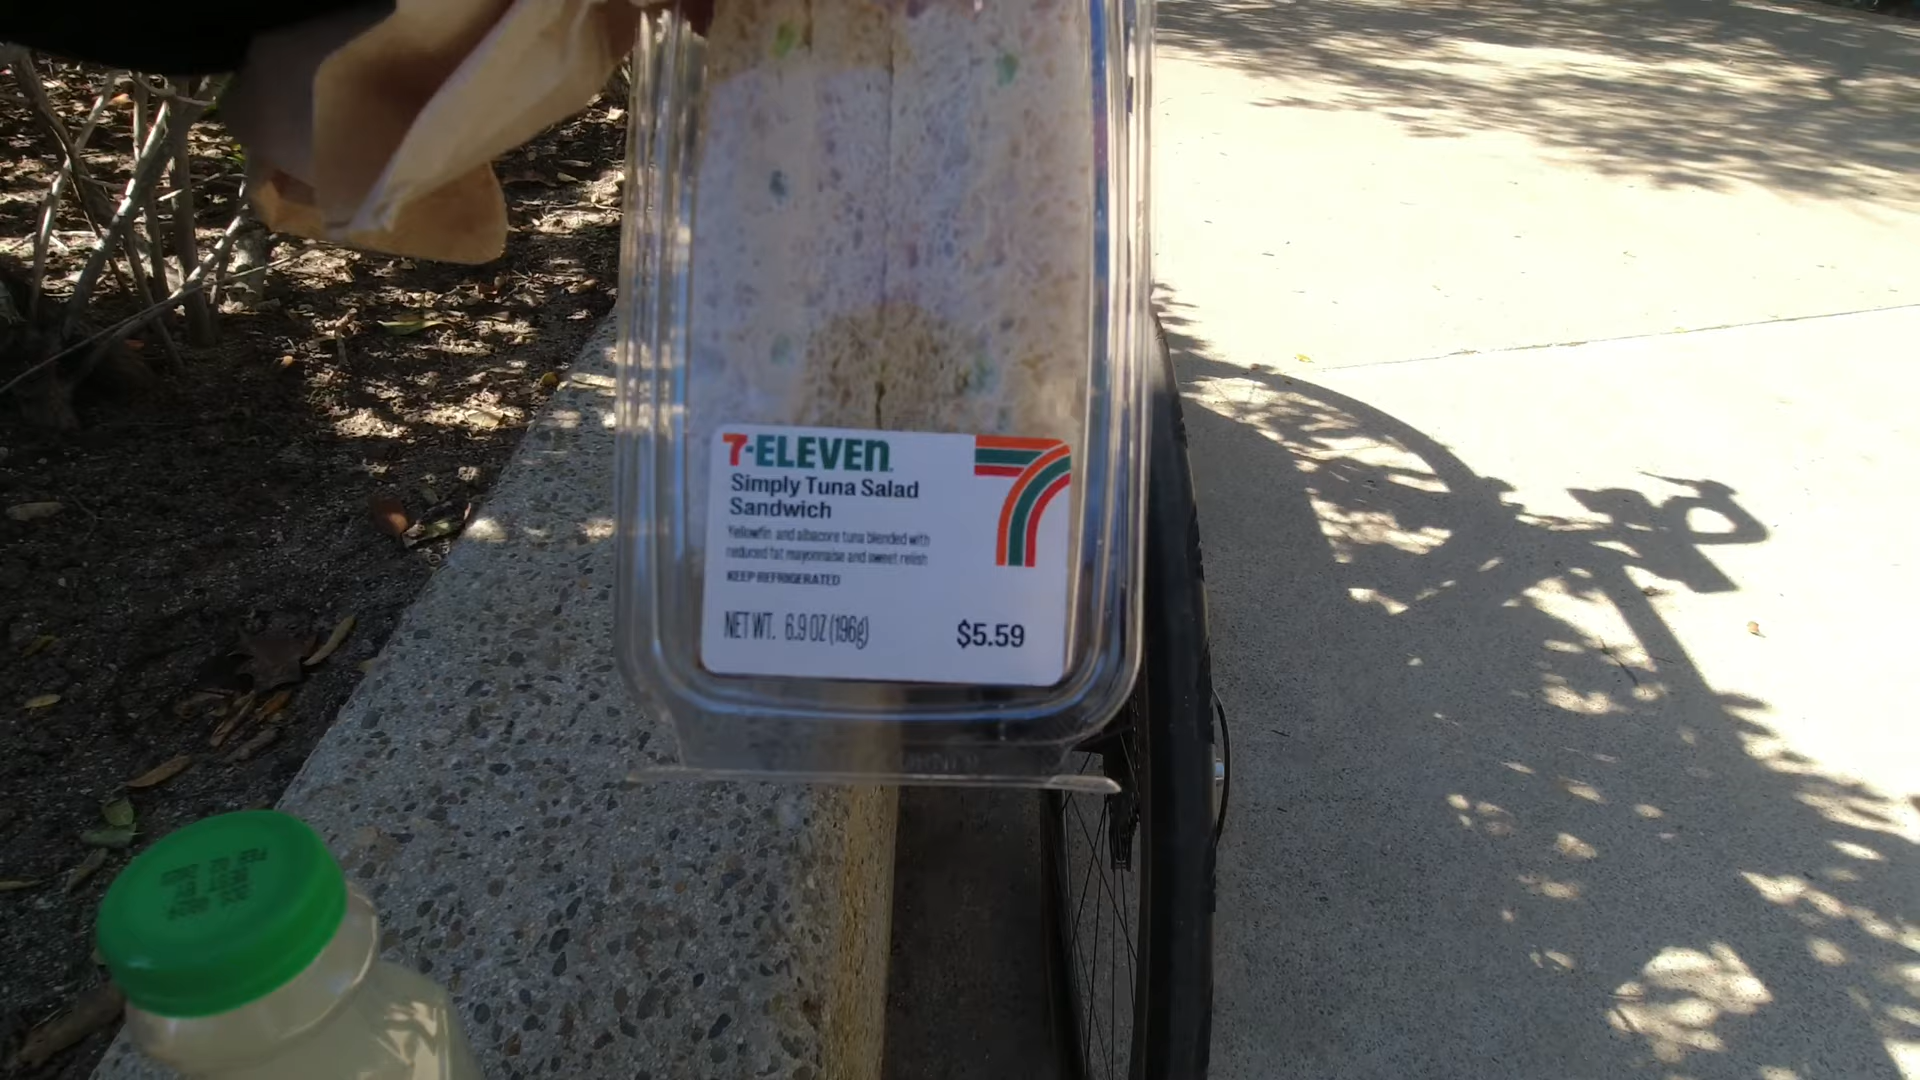 7-ELEVEN.
Simply Tuna Salad
Sandwich
Yellowfin and albacore tuna blended with
reduced fat mayonnaise and sweet relish
KEEP REFRIGERATED
NET WT. 6.9 OZ (196g)
$5.59